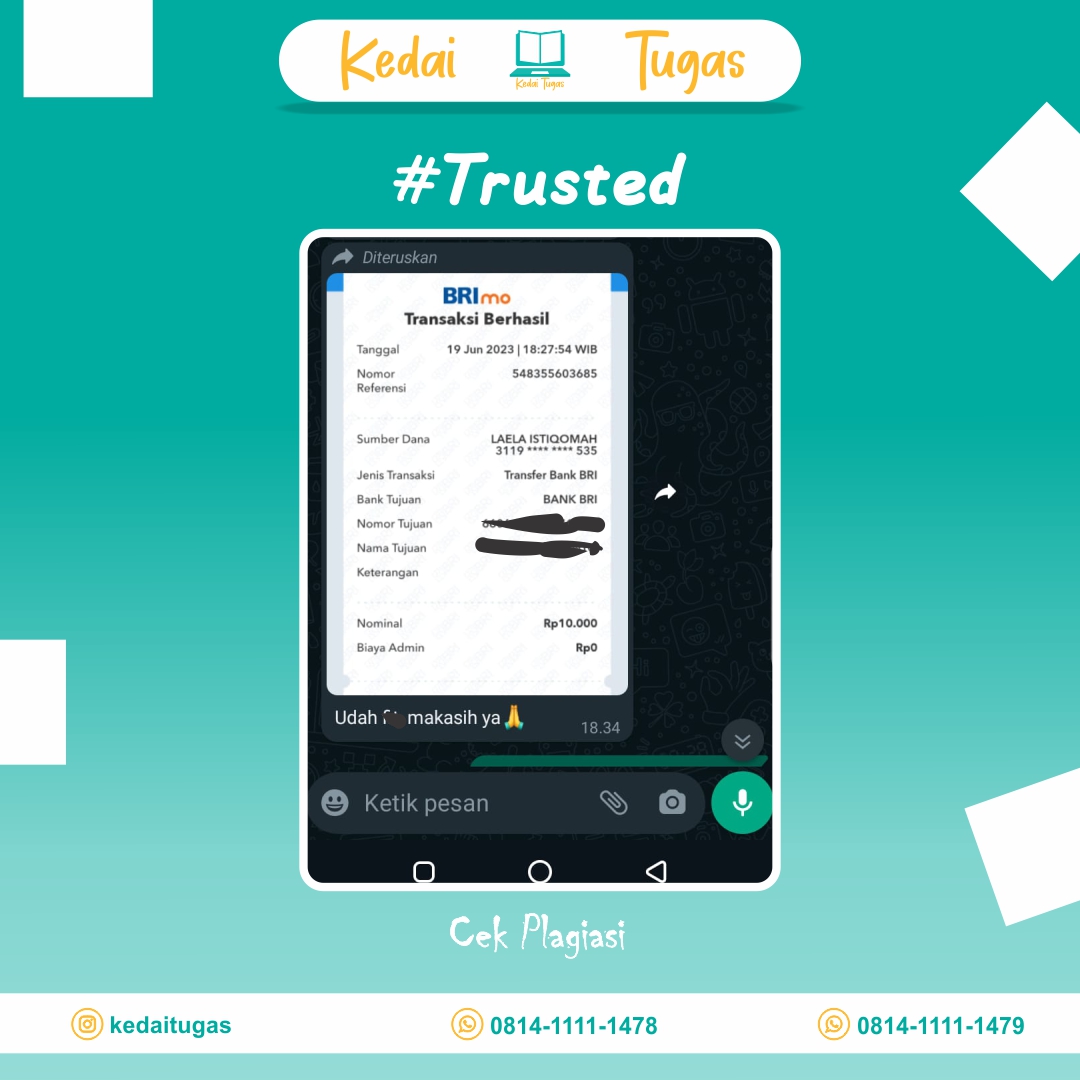 Kedai Tugas
Kedai Tugas
#Trusted
Diteruskan
BRImo
Transaksi Berhasil
Tanggal 19 Jun 2023 | 18:27:54 WIB
Nomor Referensi 548355603685
Sumber Dana LAELA ISTIQOMAH
3119 **** **** 535
Jenis Transaksi Transfer Bank BRI
Bank Tujuan BANK BRI
Nomor Tujuan
Nama Tujuan
Keterangan
Nominal Rp10.000
Biaya Admin Rp0
Udah makasih ya🙏
18.34
Ketik pesan
Cek Plagiasi
kedaitugas 0814-1111-1478 0814-1111-1479